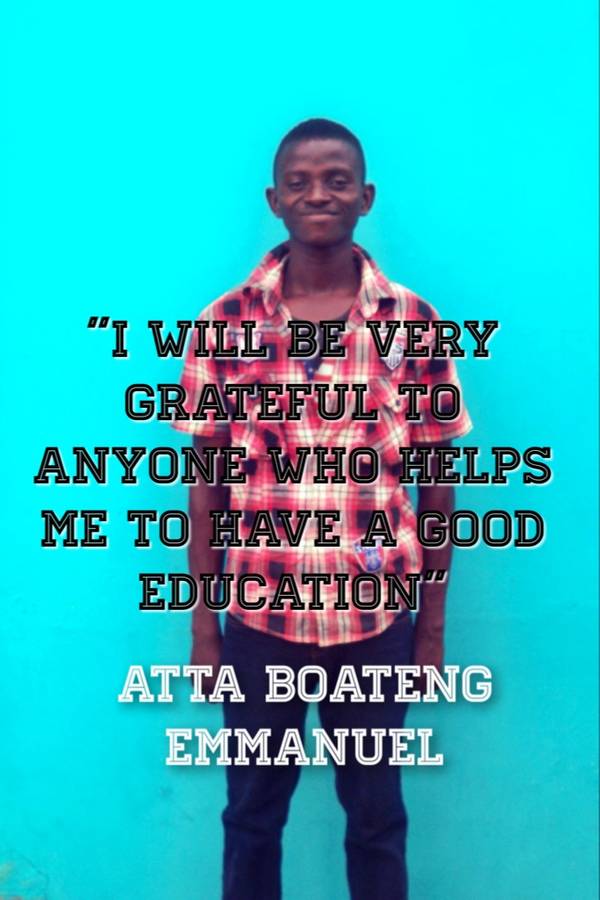 "I WILL BE VERY
GRATEFUL TO
ANYONE WHO HELPS
ME TO HAVE A GOOD
EDUCATION"
ATTA BOATENG
EMMANUEL